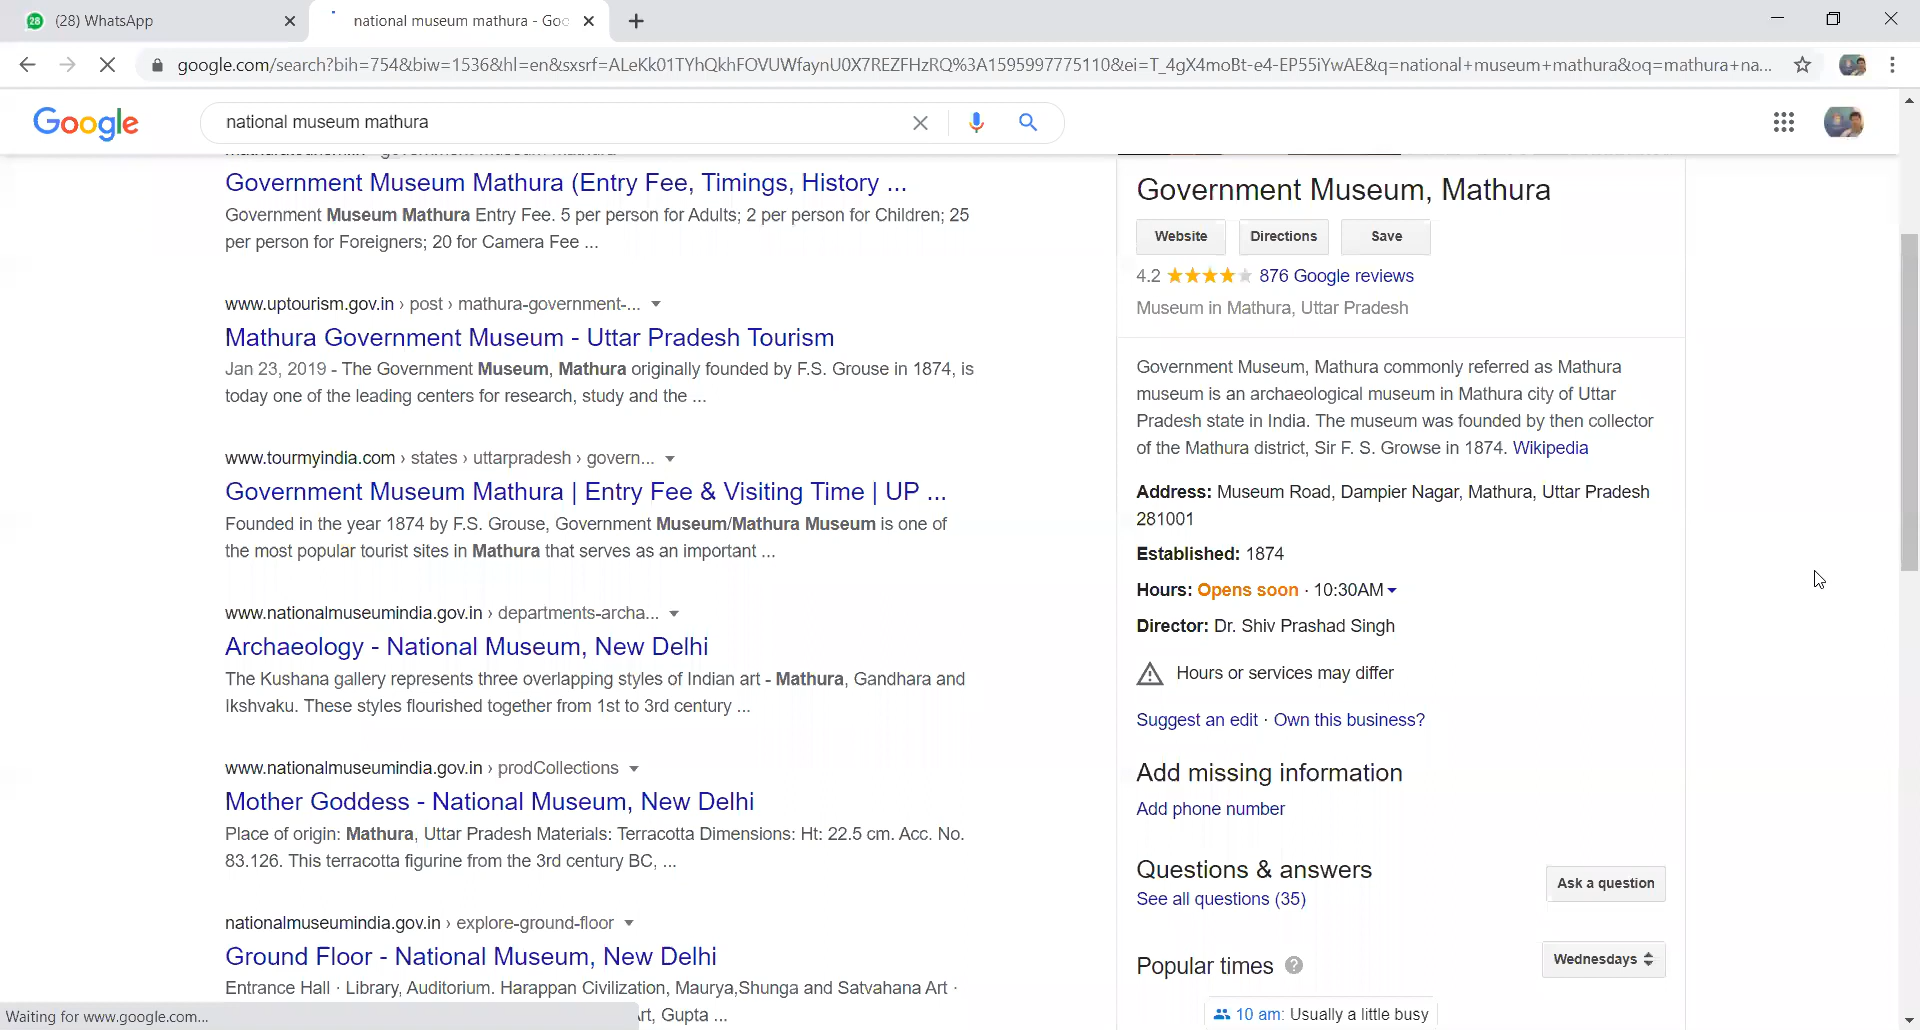 (28) WhatsApp
national museum mathura - Goo
google.com/search?bih=754&biw=1536&hl=en&sxsrf=ALeKk01TYhQkhFOVUWfaynU0X7REZFHzRQ%3A1595997775110&ei=T_4gX4moBt-e4-EP55iYwAE&q=national+museum+mathura&oq=mathura+na...
Google
national museum mathura
Government Museum Mathura (Entry Fee, Timings, History ...
Government Museum Mathura Entry Fee. 5 per person for Adults; 2 per person for Children; 25
per person for Foreigners; 20 for Camera Fee ...
www.uptourism.gov.in › post › mathura-government-...
Mathura Government Museum - Uttar Pradesh Tourism
Jan 23, 2019 - The Government Museum, Mathura originally founded by F.S. Grouse in 1874, is
today one of the leading centers for research, study and the ...
www.tourmyindia.com › states › uttarpradesh › govern...
Government Museum Mathura | Entry Fee & Visiting Time | UP ...
Founded in the year 1874 by F.S. Grouse, Government Museum/Mathura Museum is one of
the most popular tourist sites in Mathura that serves as an important ...
www.nationalmuseumindia.gov.in › departments-archa...
Archaeology - National Museum, New Delhi
The Kushana gallery represents three overlapping styles of Indian art - Mathura, Gandhara and
Ikshvaku. These styles flourished together from 1st to 3rd century ...
www.nationalmuseumindia.gov.in › prodCollections
Mother Goddess - National Museum, New Delhi
Place of origin: Mathura, Uttar Pradesh Materials: Terracotta Dimensions: Ht: 22.5 cm. Acc. No.
83.126. This terracotta figurine from the 3rd century BC, ...
nationalmuseumindia.gov.in › explore-ground-floor
Ground Floor - National Museum, New Delhi
Entrance Hall · Library, Auditorium. Harappan Civilization, Maurya,Shunga and Satvahana Art ·
Art, Gupta ...
Waiting for www.google.com...
Government Museum, Mathura
Website Directions Save
4.2 876 Google reviews
Museum in Mathura, Uttar Pradesh
Government Museum, Mathura commonly referred as Mathura
museum is an archaeological museum in Mathura city of Uttar
Pradesh state in India. The museum was founded by then collector
of the Mathura district, Sir F. S. Growse in 1874. Wikipedia
Address: Museum Road, Dampier Nagar, Mathura, Uttar Pradesh
281001
Established: 1874
Hours: Opens soon · 10:30AM
Director: Dr. Shiv Prashad Singh
Hours or services may differ
Suggest an edit · Own this business?
Add missing information
Add phone number
Questions & answers
See all questions (35)
Ask a question
Popular times ?
Wednesdays
10 am: Usually a little busy